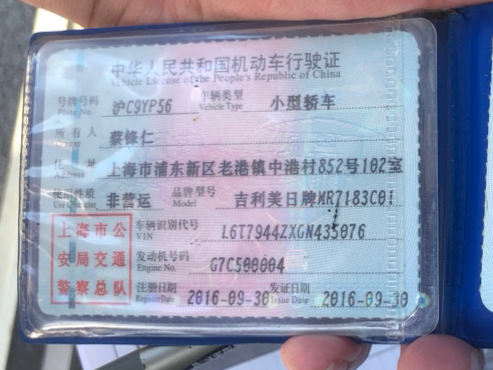 中华人民共和国机动车行驶证
Vehicle License of the People's Republic of China
号牌号码 沪C9YP56 车辆类型 Vehicle Type 小型轿车
所有人 蔡锋仁
住址 上海市浦东新区老港镇中港村852号102室
使用性质 非营运 品牌型号 Model 吉利美日牌MR7183C01
上海市公安局交通警察总队
车辆识别代号 VIN L6T7944ZXGN435076
发动机号码 Engine No. G7C500004
注册日期 Register Date 2016-09-30 发证日期 Issue Date 2016-09-30